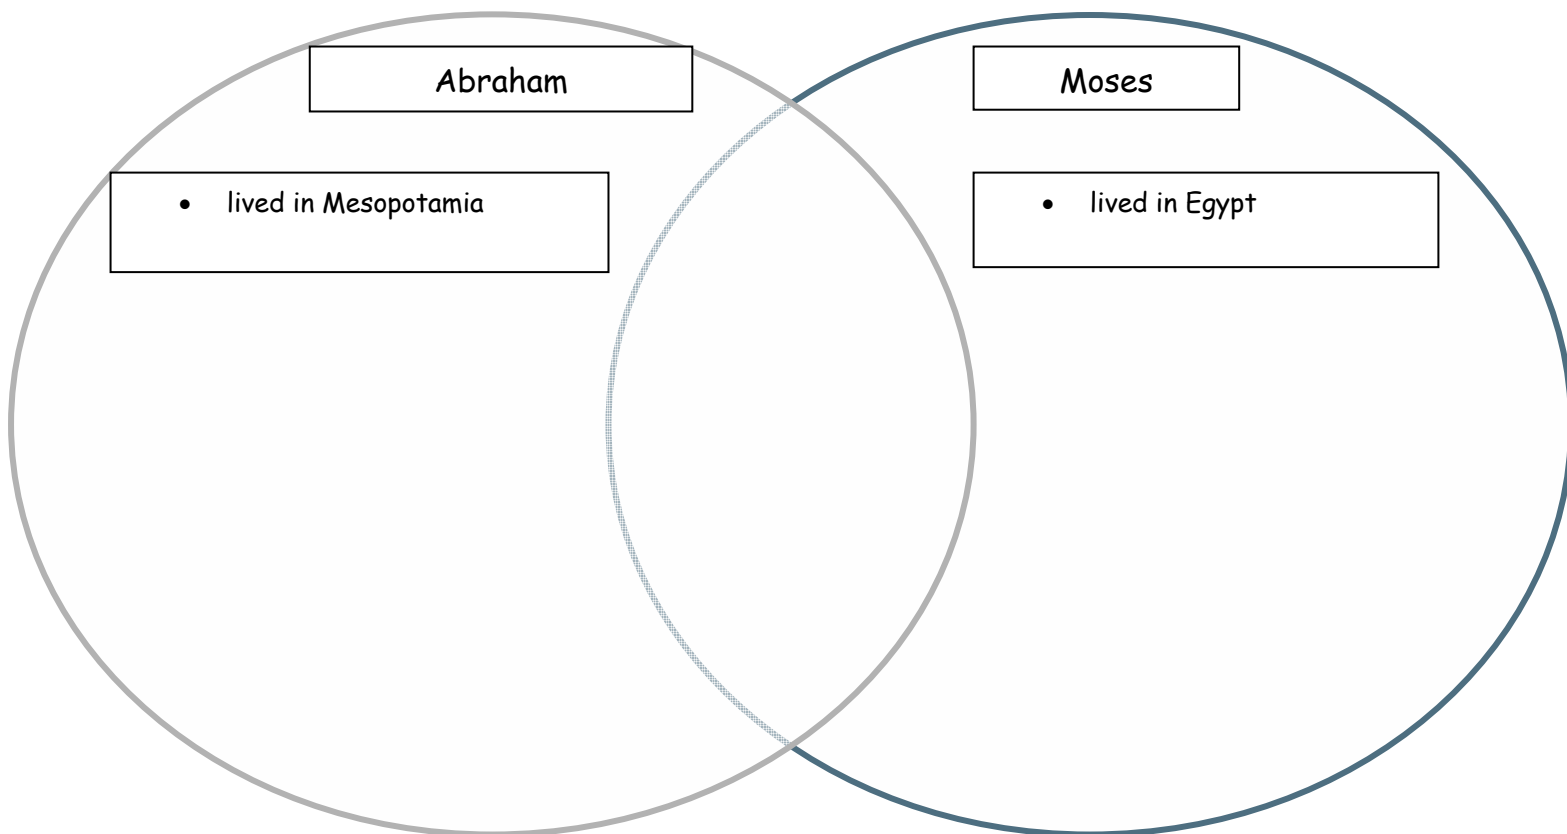 Abraham
Moses
• lived in Mesopotamia
• lived in Egypt